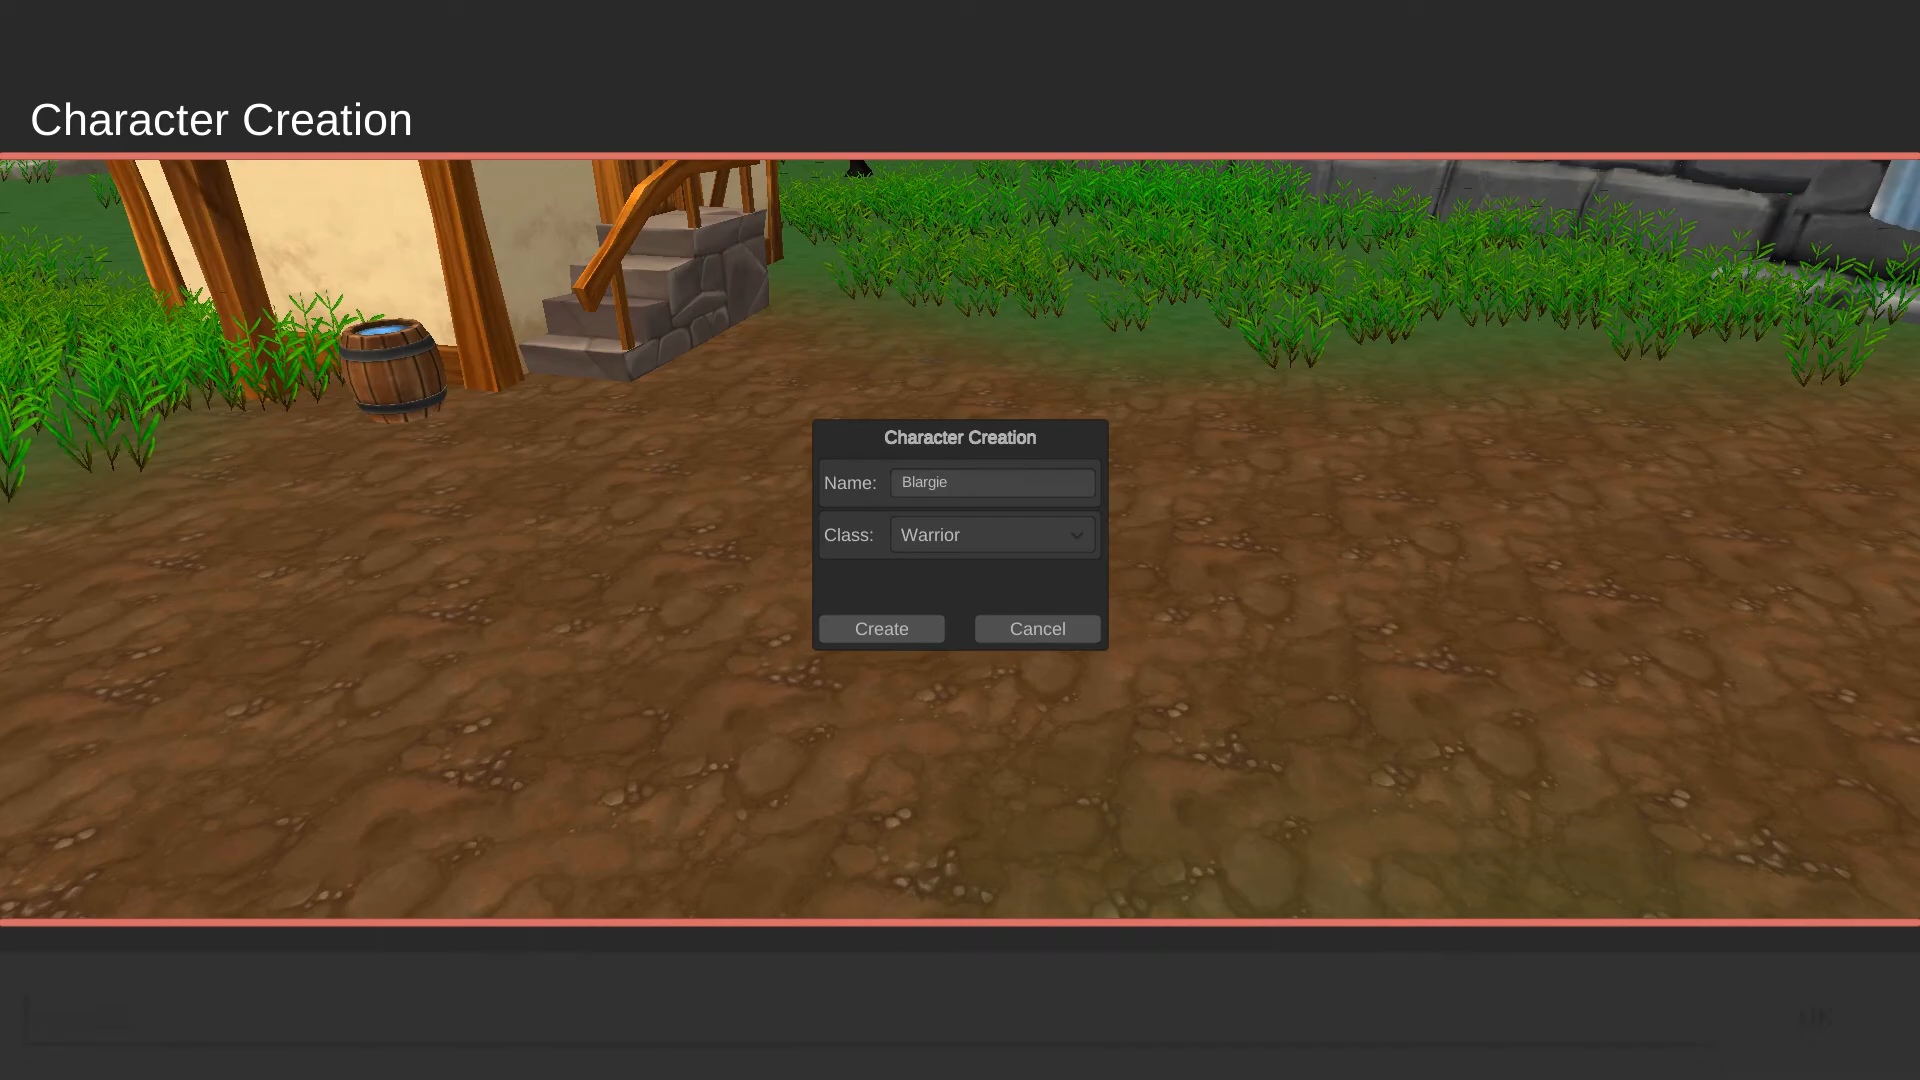 Character Creation
Character Creation
Name: Blargie
Class: Warrior
Create Cancel